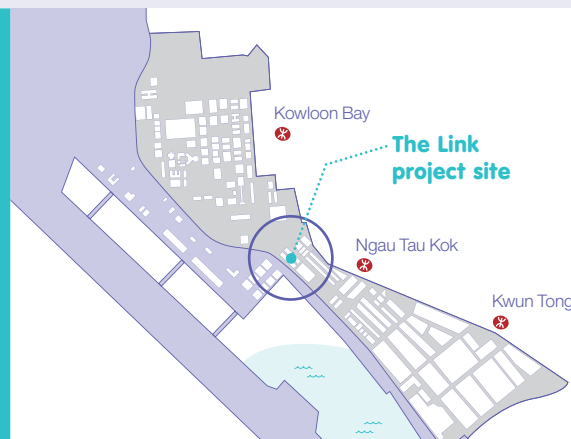 Kowloon Bay
The Link
project site
Ngau Tau Kok
Kwun Tong